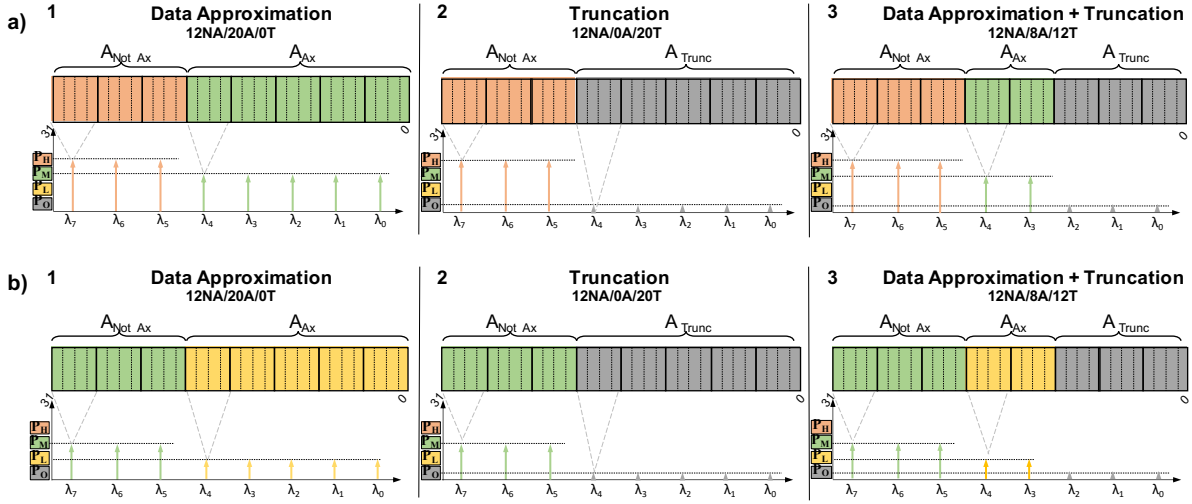 a)
1 Data Approximation
12NA/20A/0T
A Not Ax A Ax
31 0
P H
P M
P L
P O
λ7 λ6 λ5 λ4 λ3 λ2 λ1 λ0
2 Truncation
12NA/0A/20T
A Not Ax A Trunc
31 0
P H
P M
P L
P O
λ7 λ6 λ5 λ4 λ3 λ2 λ1 λ0
3 Data Approximation + Truncation
12NA/8A/12T
A Not Ax A Ax A Trunc
31 0
P H
P M
P L
P O
λ7 λ6 λ5 λ4 λ3 λ2 λ1 λ0
b)
1 Data Approximation
12NA/20A/0T
A Not Ax A Ax
31 0
P H
P M
P L
P O
λ7 λ6 λ5 λ4 λ3 λ2 λ1 λ0
2 Truncation
12NA/0A/20T
A Not Ax A Trunc
31 0
P H
P M
P L
P O
λ7 λ6 λ5 λ4 λ3 λ2 λ1 λ0
3 Data Approximation + Truncation
12NA/8A/12T
A Not Ax A Ax A Trunc
31 0
P H
P M
P L
P O
λ7 λ6 λ5 λ4 λ3 λ2 λ1 λ0